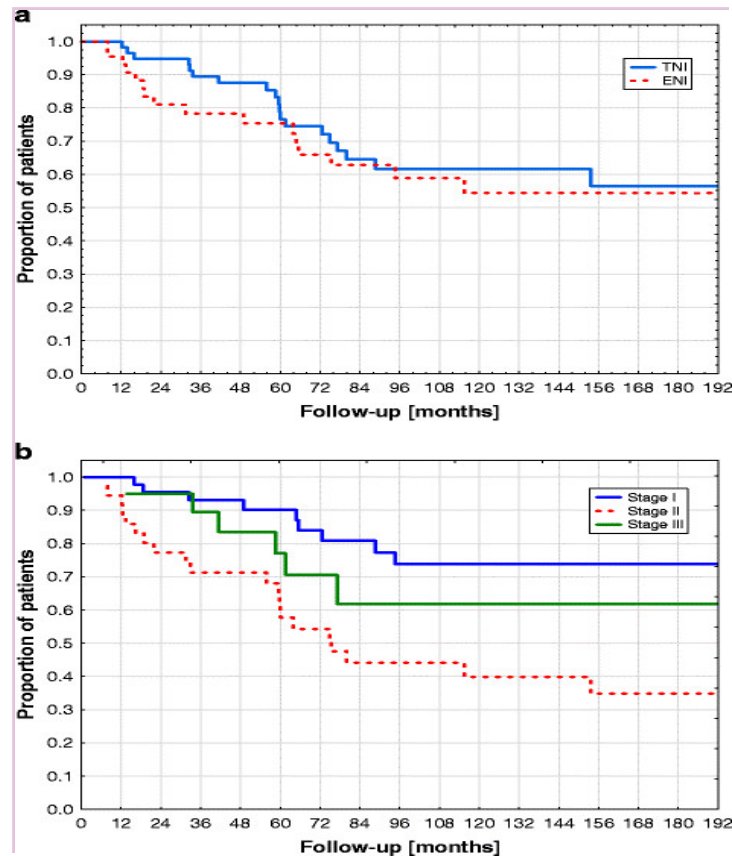 a
Proportion of patients
1.0
0.9
0.8
0.7
0.6
0.5
0.4
0.3
0.2
0.1
0.0
TNI
ENI
0 12 24 36 48 60 72 84 96 108 120 132 144 156 168 180 192
Follow-up [months]
b
Proportion of patients
1.0
0.9
0.8
0.7
0.6
0.5
0.4
0.3
0.2
0.1
0.0
Stage I
Stage II
Stage III
0 12 24 36 48 60 72 84 96 108 120 132 144 156 168 180 192
Follow-up [months]